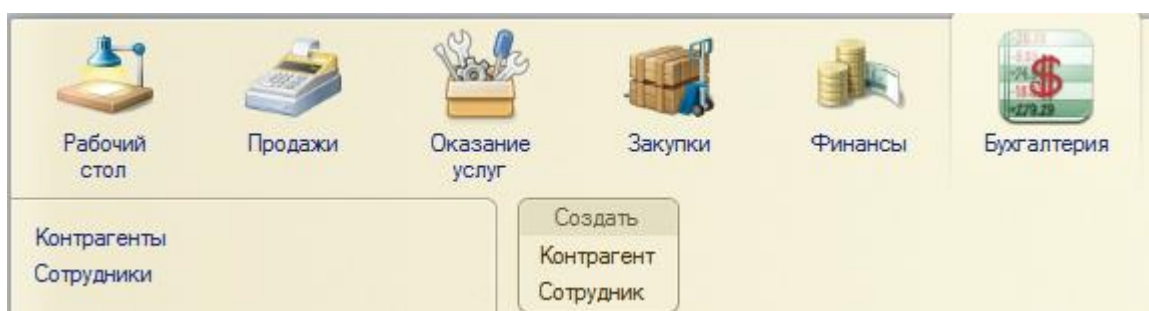 Рабочий
стол
Продажи
Оказание
услуг
Закупки
Финансы
Бухгалтерия
Контрагенты
Сотрудники
Создать
Контрагент
Сотрудник